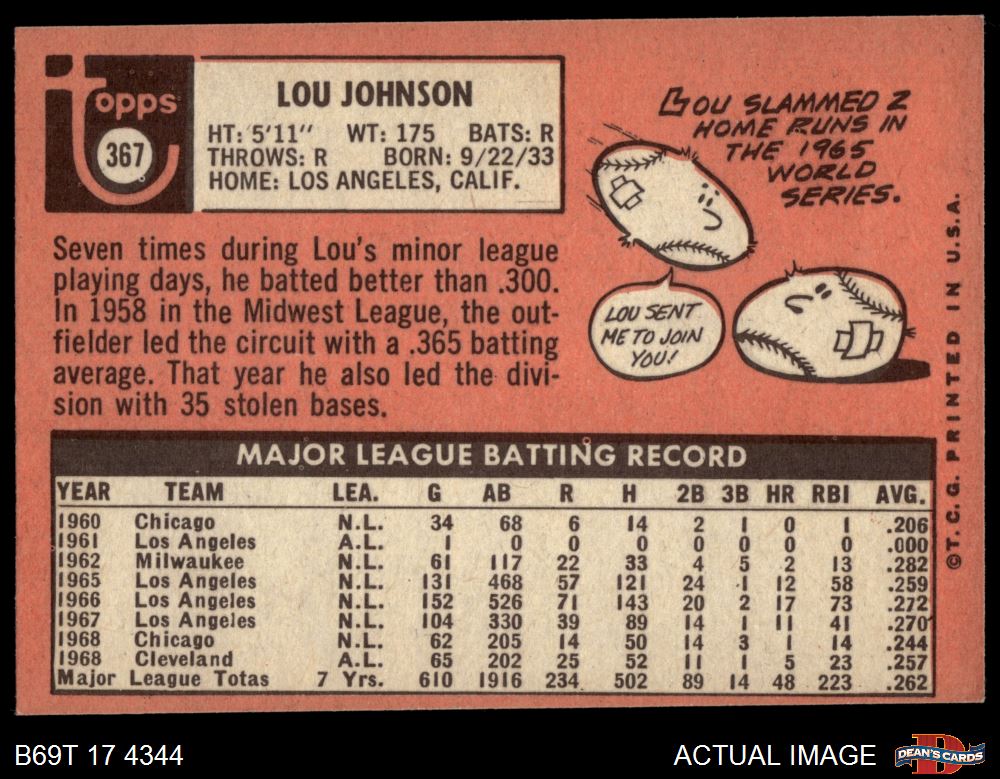 Topps
367
LOU JOHNSON
HT: 5'11" WT: 175 BATS: R
THROWS: R BORN: 9/22/33
HOME: LOS ANGELES, CALIF.
LOU SLAMMED 2
HOME RUNS IN
THE 1965
WORLD
SERIES.
LOU SENT
ME TO JOIN
YOU!
Seven times during Lou's minor league
playing days, he batted better than .300.
In 1958 in the Midwest League, the out-
fielder led the circuit with a .365 batting
average. That year he also led the divi-
sion with 35 stolen bases.
MAJOR LEAGUE BATTING RECORD
YEAR TEAM LEA. G AB R H 2B 3B HR RBI AVG.
1960 Chicago N.L. 34 68 6 14 2 1 0 1 .206
1961 Los Angeles A.L. 1 0 0 0 0 0 0 0 .000
1962 Milwaukee N.L. 61 117 22 33 4 5 2 13 .282
1965 Los Angeles N.L. 131 468 57 121 24 1 12 58 .259
1966 Los Angeles N.L. 152 526 71 143 20 2 17 73 .272
1967 Los Angeles N.L. 104 330 39 89 14 1 11 41 .270
1968 Chicago N.L. 62 205 14 50 14 3 1 14 .244
1968 Cleveland A.L. 65 202 25 52 11 1 5 23 .257
Major League Totas 7 Yrs. 610 1916 234 502 89 14 48 223 .262
©T.C.G. PRINTED IN U.S.A.
B69T 17 4344
ACTUAL IMAGE
DEAN'S CARDS